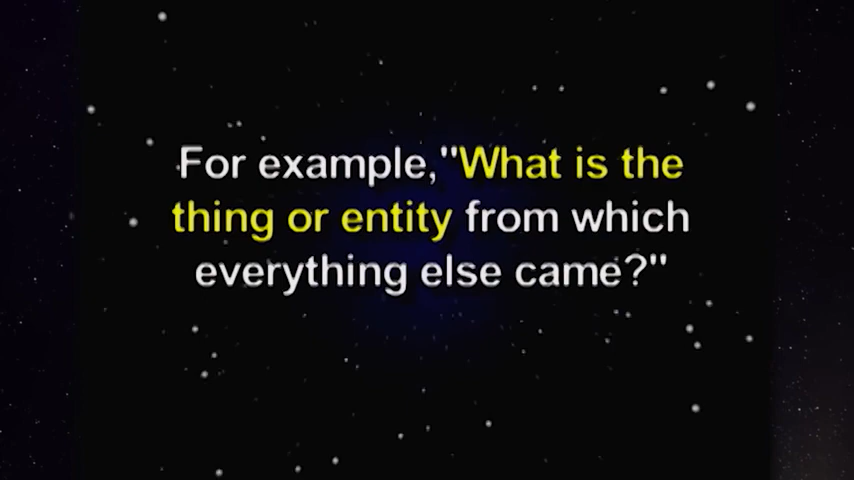 For example,"What is the
thing or entity from which
everything else came?"